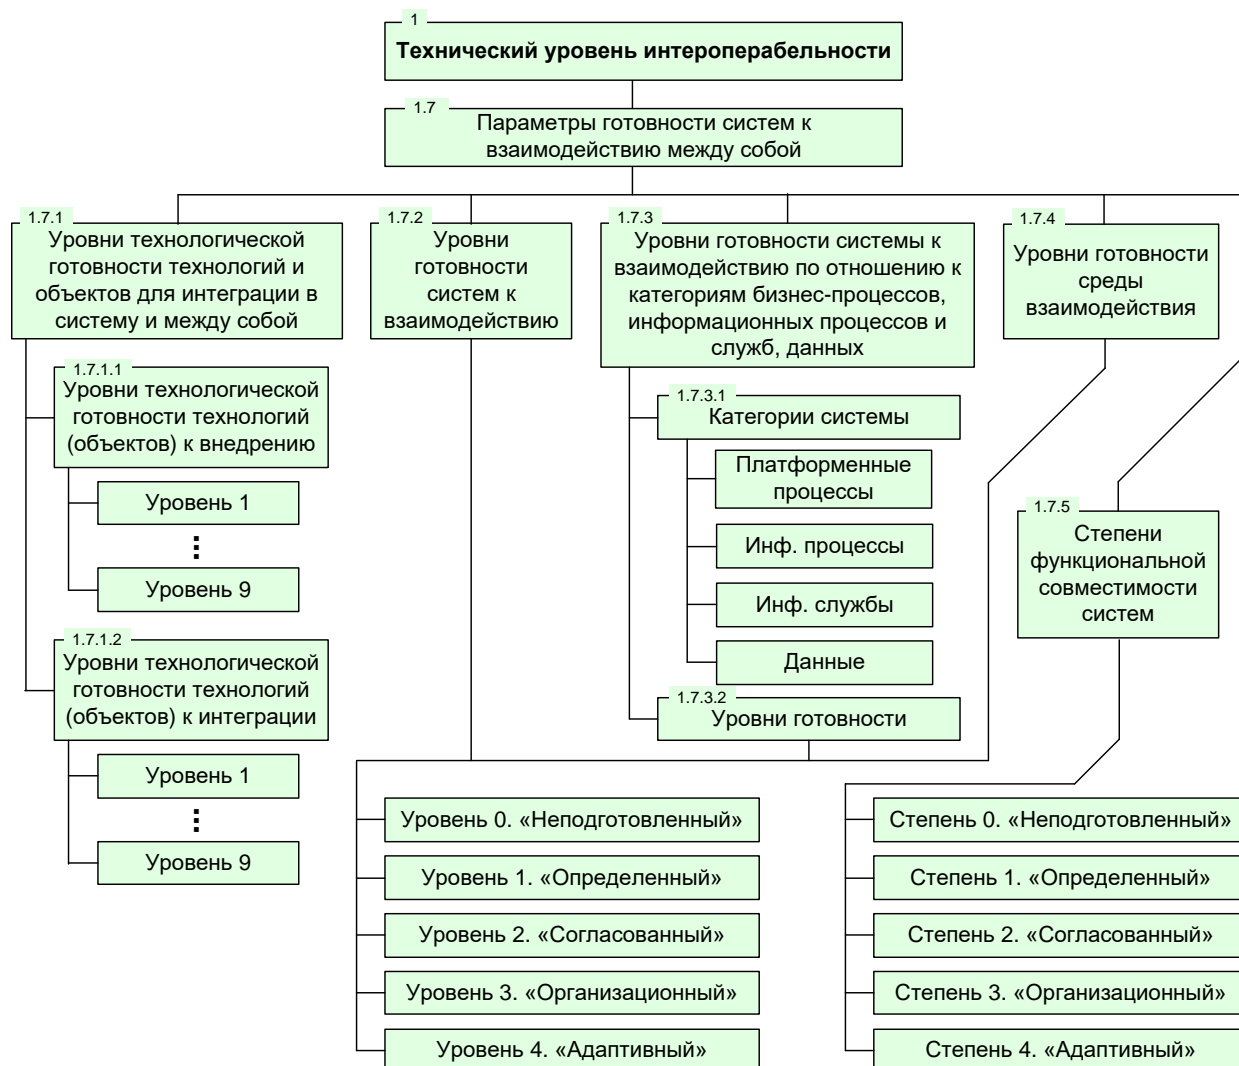 1
Технический уровень интероперабельности
1.7
Параметры готовности систем к
взаимодействию между собой
1.7.1
Уровни технологической
готовности технологий и
объектов для интеграции в
систему и между собой
1.7.1.1
Уровни технологической
готовности технологий
(объектов) к внедрению
Уровень 1
⋮
Уровень 9
1.7.1.2
Уровни технологической
готовности технологий
(объектов) к интеграции
Уровень 1
⋮
Уровень 9
1.7.2
Уровни
готовности
систем к
взаимодействию
1.7.3
Уровни готовности системы к
взаимодействию по отношению к
категориям бизнес-процессов,
информационных процессов и
служб, данных
1.7.3.1
Категории системы
Платформенные
процессы
Инф. процессы
Инф. службы
Данные
1.7.3.2
Уровни готовности
1.7.4
Уровни готовности
среды
взаимодействия
Уровень 0. «Неподготовленный»
Уровень 1. «Определенный»
Уровень 2. «Согласованный»
Уровень 3. «Организационный»
Уровень 4. «Адаптивный»
1.7.5
Степени
функциональной
совместимости
систем
Степень 0. «Неподготовленный»
Степень 1. «Определенный»
Степень 2. «Согласованный»
Степень 3. «Организационный»
Степень 4. «Адаптивный»